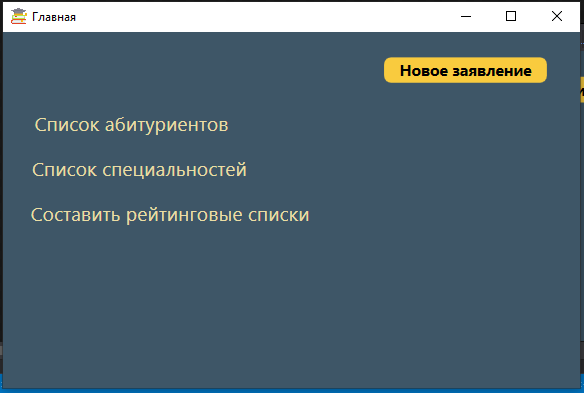 Главная
Новое заявление
Список абитуриентов
Список специальностей
Составить рейтинговые списки